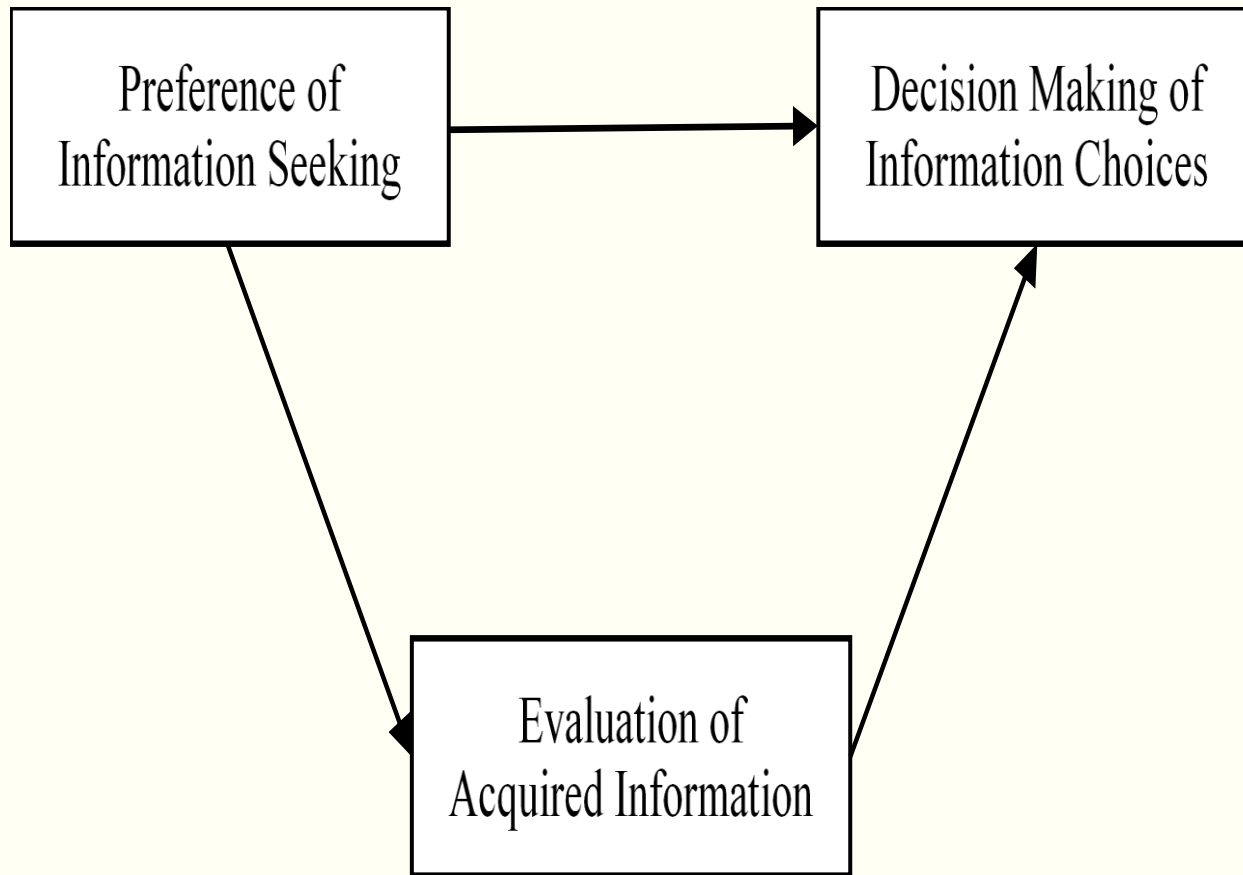 Preference of
Information Seeking
Decision Making of
Information Choices
Evaluation of
Acquired Information